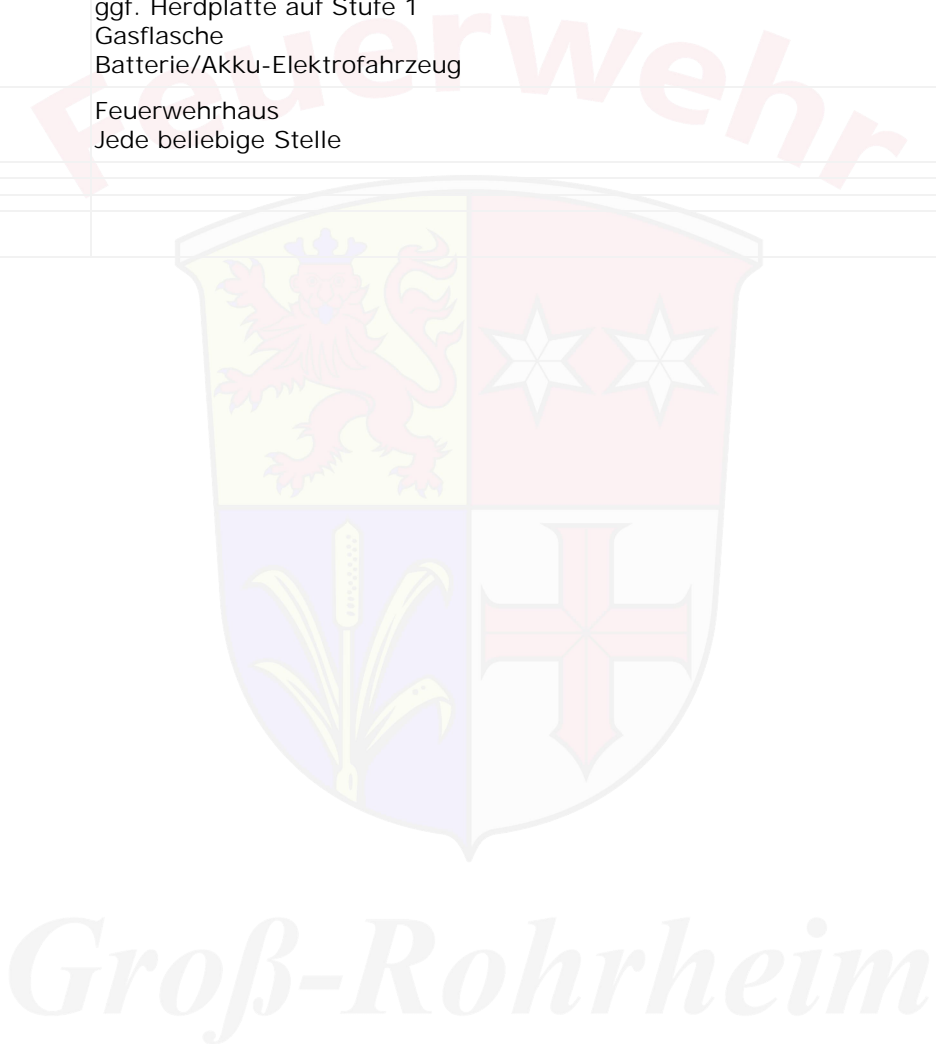 ggf. Herdplatte auf Stufe 1
Gasflasche
Batterie/Akku-Elektrofahrzeug
Feuerwehrhaus
Jede beliebige Stelle
Feuerwehr
Groß-Rohrheim